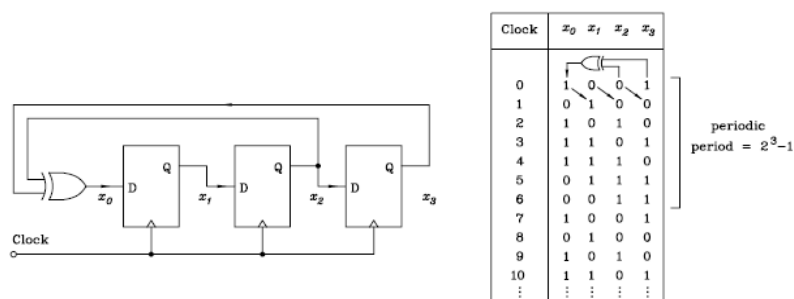 D Q
D Q
D Q
x0 x1 x2 x3
Clock
Clock x0 x1 x2 x3
0 1 0 0 1
1 0 1 0 0
2 1 0 1 0
3 1 1 0 1
4 1 1 1 0
5 0 1 1 1
6 0 0 1 1
7 1 0 0 1
8 0 1 0 0
9 1 0 1 0
10 1 1 0 1
⋮ ⋮ ⋮ ⋮ ⋮
periodic
period = 2³−1